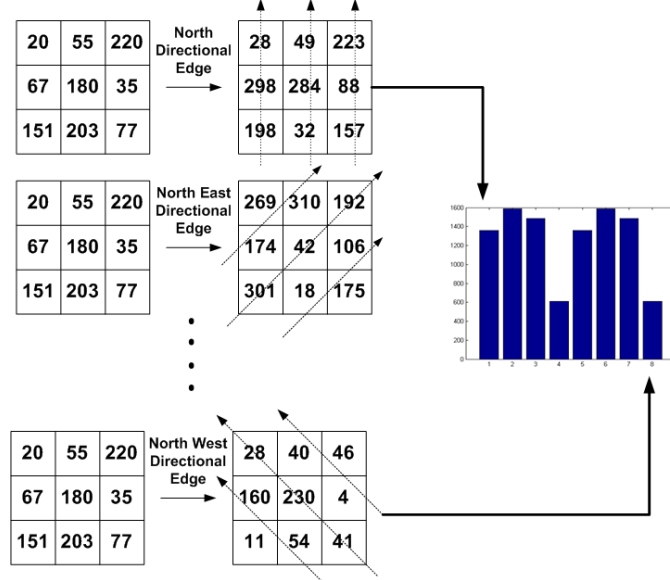 20 55 220
67 180 35
151 203 77
North
Directional
Edge
28 49 223
298 284 88
198 32 157
20 55 220
67 180 35
151 203 77
North East
Directional
Edge
269 310 192
174 42 106
301 18 175
1600
1400
1200
1000
800
600
400
200
0
1 2 3 4 5 6 7 8
20 55 220
67 180 35
151 203 77
North West
Directional
Edge
28 40 46
160 230 4
11 54 41